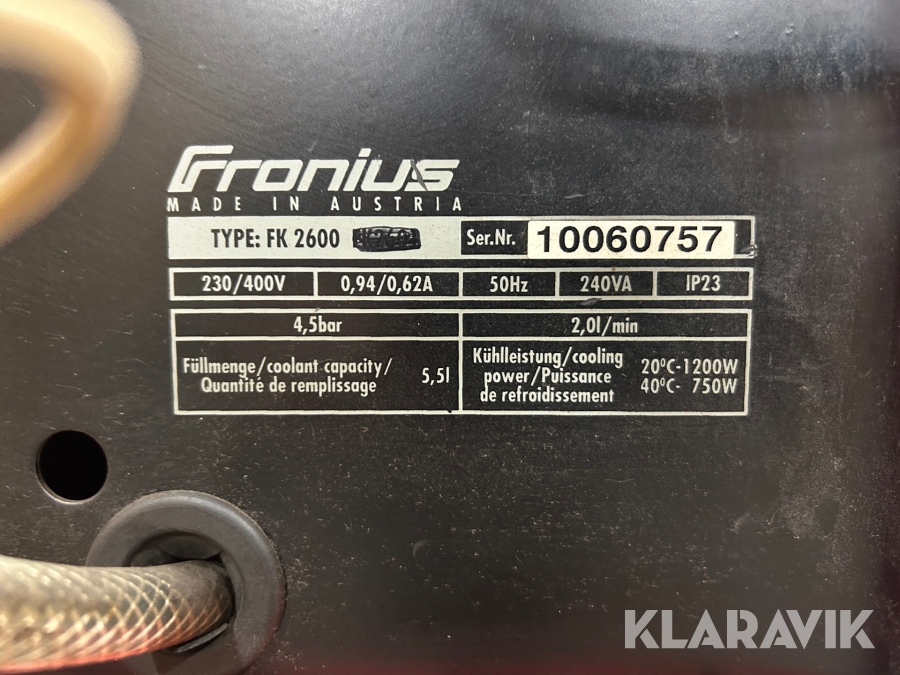 Fronius
MADE IN AUSTRIA
TYPE: FK 2600
Ser.Nr. 10060757
230/400V 0,94/0,62A 50Hz 240VA IP23
4,5bar 2,0l/min
Füllmenge/coolant capacity/
Quantité de remplissage 5,5l
Kühlleistung/cooling
power/Puissance
de refroidissement
20°C-1200W
40°C- 750W
KLARAVIK